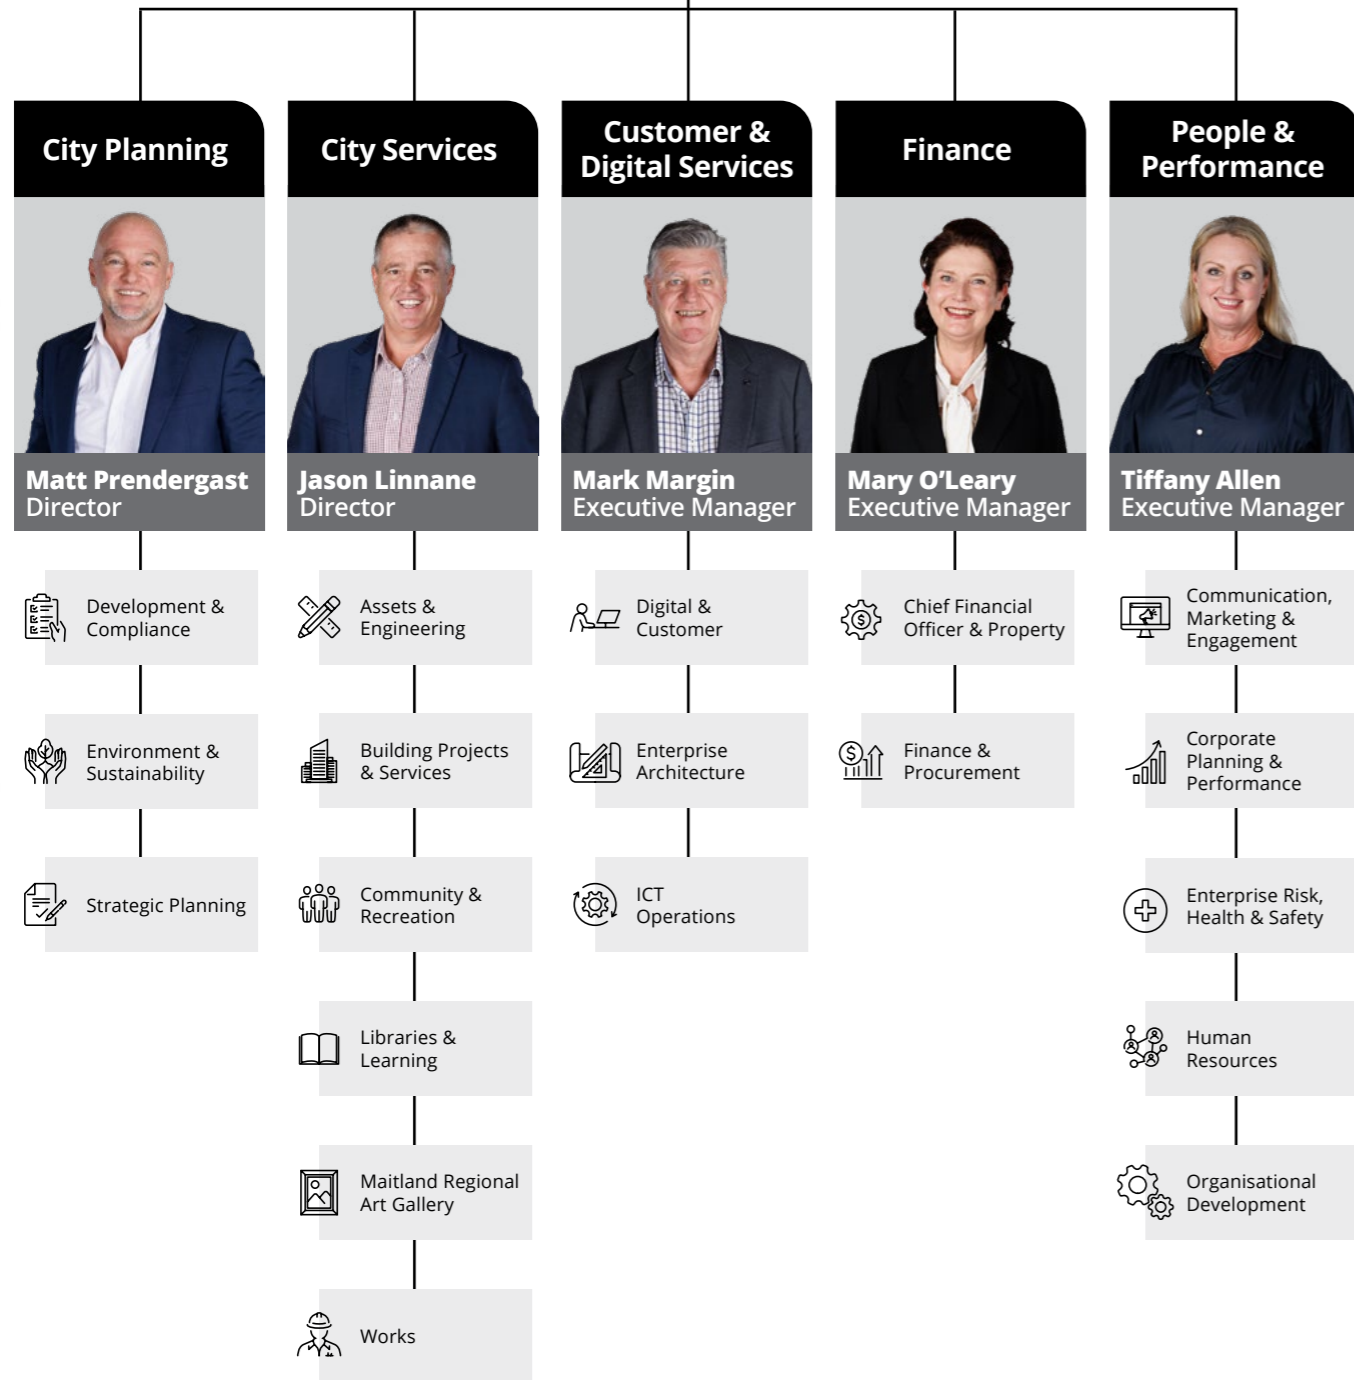 City Planning
City Services
Customer &
Digital Services
Finance
People &
Performance
Matt Prendergast
Director
Jason Linnane
Director
Mark Margin
Executive Manager
Mary O’Leary
Executive Manager
Tiffany Allen
Executive Manager
Development &
Compliance
Environment &
Sustainability
Strategic Planning
Assets &
Engineering
Building Projects
& Services
Community &
Recreation
Libraries &
Learning
Maitland Regional
Art Gallery
Works
Digital &
Customer
Enterprise
Architecture
ICT
Operations
Chief Financial
Officer & Property
Finance &
Procurement
Communication,
Marketing &
Engagement
Corporate
Planning &
Performance
Enterprise Risk,
Health & Safety
Human
Resources
Organisational
Development